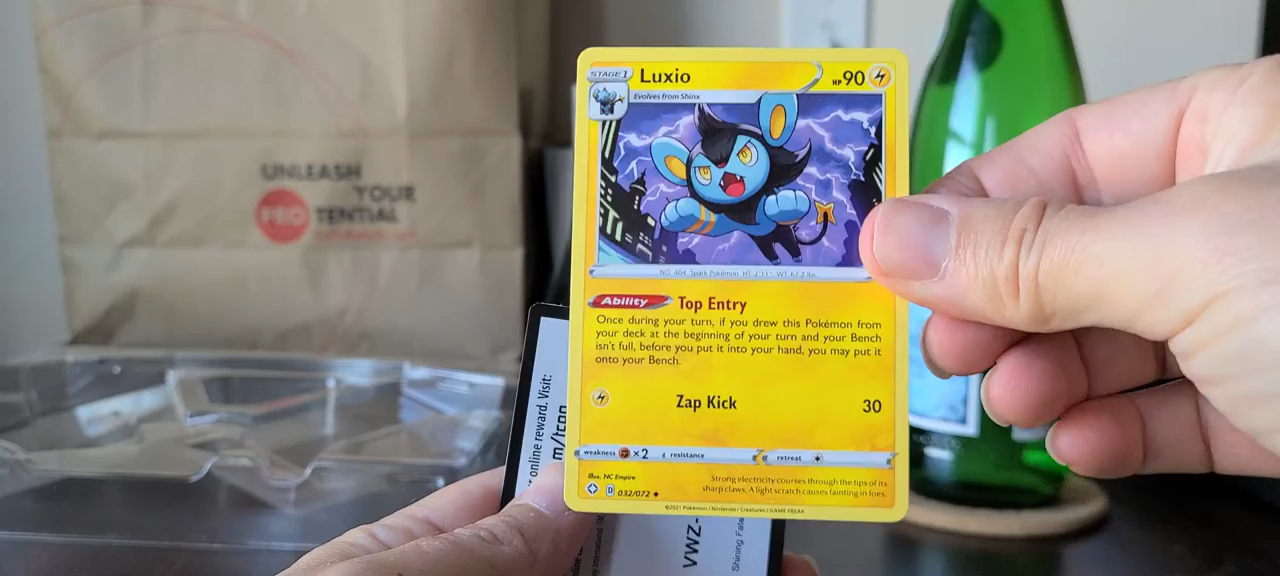 UNLEASH
YOUR
PRO TENTIAL
STAGE 1 Luxio HP 90
Evolves from Shinx
NO. 404 Spark Pokémon HT: 2'11" WT: 67.2 lbs.
Ability Top Entry
Once during your turn, if you drew this Pokémon from
your deck at the beginning of your turn and your Bench
isn't full, before you put it into your hand, you may put it
onto your Bench.
Zap Kick 30
weakness ×2 resistance retreat
Illus. NC Empire
D 032/072
Strong electricity courses through the tips of its
sharp claws. A light scratch causes fainting in foes.
©2021 Pokémon / Nintendo / Creatures / GAME FREAK
online reward. Visit:
m/tcgo
VWZ-
Shining Fate